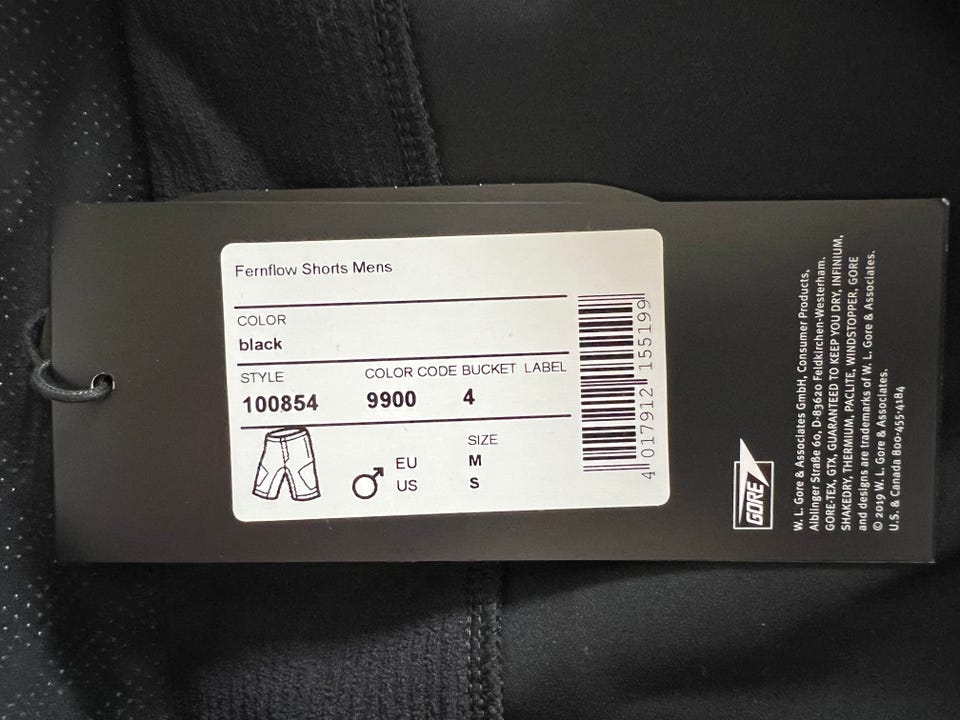 Fernflow Shorts Mens
COLOR
black
STYLE COLOR CODE BUCKET LABEL
100854 9900 4
SIZE
EU M
US S
4 017912 155199
GORE
W. L. Gore & Associates GmbH, Consumer Products,
Aiblinger Straße 60, D-83620 Feldkirchen-Westerham.
GORE-TEX, GTX, GUARANTEED TO KEEP YOU DRY, INFINIUM,
SHAKEDRY, THERMIUM, PACLITE, WINDSTOPPER, GORE
and designs are trademarks of W. L. Gore & Associates.
© 2019 W. L. Gore & Associates.
U.S. & Canada 800-455-4184